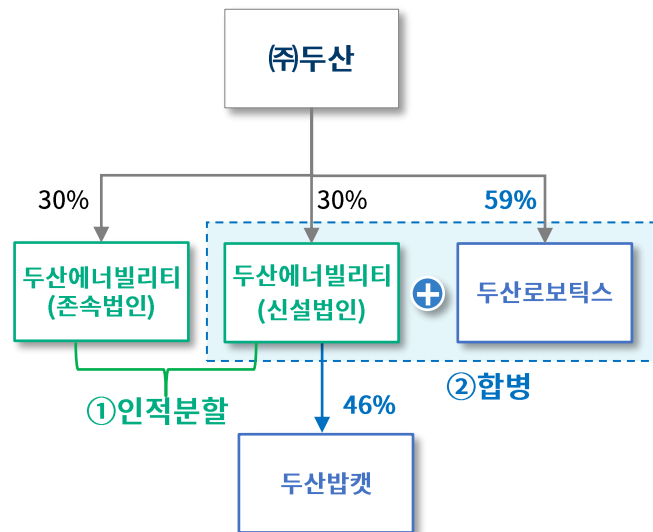 ㈜두산
30%
30%
59%
두산에너빌리티
(존속법인)
두산에너빌리티
(신설법인)
두산로보틱스
①인적분할
46%
②합병
두산밥캣